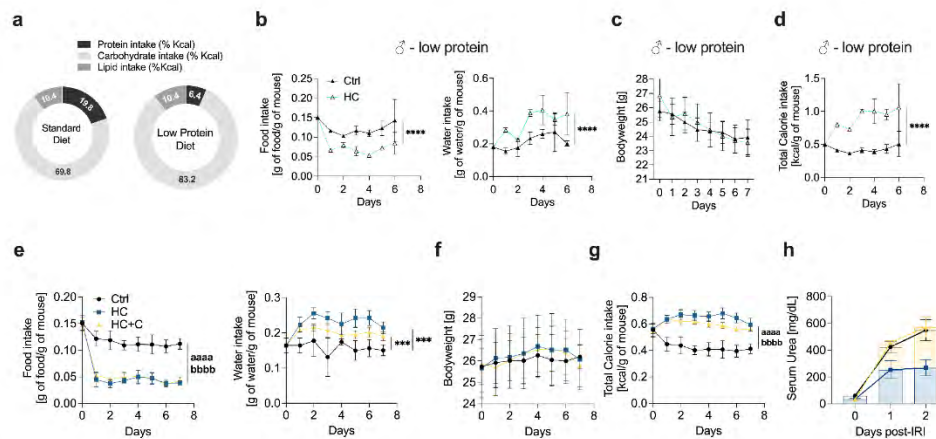 a
Protein intake (% Kcal)
Carbohydrate intake (% Kcal)
Lipid intake (%Kcal)
10.4
19.8
Standard
Diet
69.8
10.4
6.4
Low Protein
Diet
83.2
b
♂ - low protein
Food intake
[g of food/g of mouse]
0.20
0.15
0.10
0.05
0.00
Ctrl
HC
****
0 2 4 6 8
Days
Water intake
[g of water/g of mouse]
0.6
0.4
0.2
0.0
****
0 2 4 6 8
Days
c
♂ - low protein
Bodyweight [g]
28
27
26
25
24
23
22
21
0 1 2 3 4 5 6 7
Days
d
♂ - low protein
Total Calorie intake
[kcal/g of mouse]
1.5
1.0
0.5
0.0
****
0 2 4 6 8
Days
e
Food intake
[g of food/g of mouse]
0.20
0.15
0.10
0.05
0.00
Ctrl
HC
HC+C
aaaa
bbbb
0 2 4 6 8
Days
Water intake
[g of water/g of mouse]
0.3
0.2
0.1
0.0
*** ***
0 2 4 6 8
Days
f
Bodyweight [g]
30
28
26
24
0 2 4 6 8
Days
g
Total Calorie intake
[kcal/g of mouse]
0.8
0.6
0.4
0.2
0.0
aaaa
bbbb
0 2 4 6 8
Days
h
Serum Urea [mg/dL]
800
600
400
200
0
0 1 2
Days post-IRI